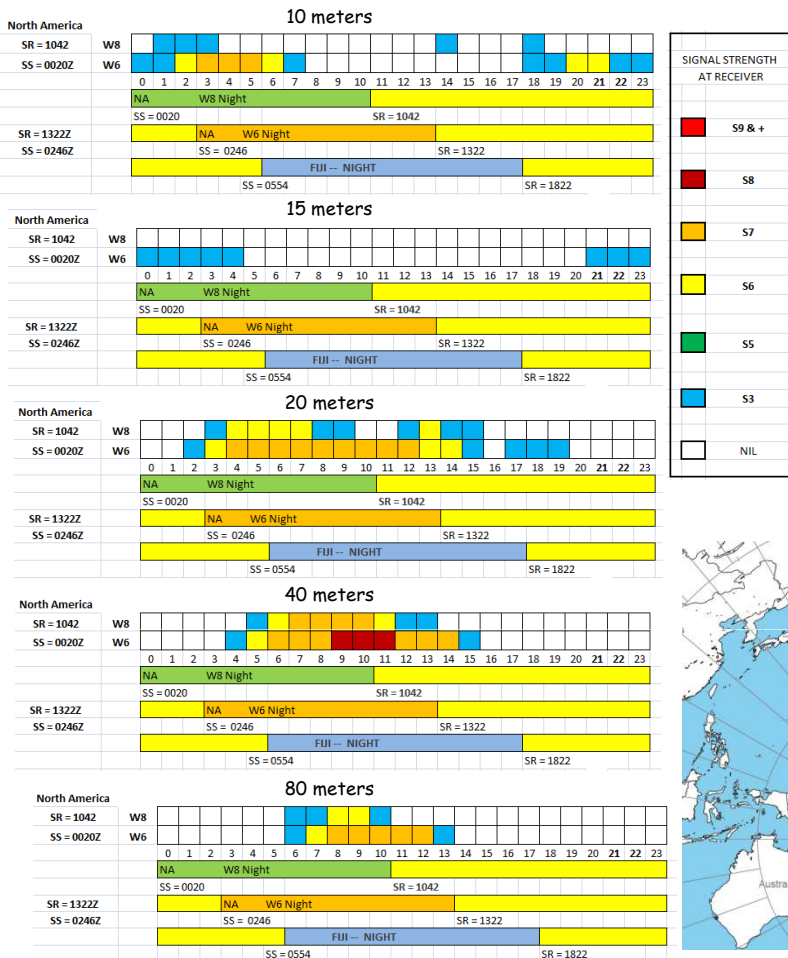 10 meters
North America
SR = 1042 W8
SS = 0020Z W6
0 1 2 3 4 5 6 7 8 9 10 11 12 13 14 15 16 17 18 19 20 21 22 23
NA W8 Night
SS = 0020 SR = 1042
SR = 1322Z NA W6 Night
SS = 0020Z SS = 0246 SR = 1322
FIJI -- NIGHT
SS = 0554 SR = 1822
15 meters
North America
SR = 1042 W8
SS = 0020Z W6
0 1 2 3 4 5 6 7 8 9 10 11 12 13 14 15 16 17 18 19 20 21 22 23
NA W8 Night
SS = 0020 SR = 1042
SR = 1322Z NA W6 Night
SS = 0246Z SS = 0246 SR = 1322
FIJI -- NIGHT
SS = 0554 SR = 1822
20 meters
North America
SR = 1042 W8
SS = 0020Z W6
0 1 2 3 4 5 6 7 8 9 10 11 12 13 14 15 16 17 18 19 20 21 22 23
NA W8 Night
SS = 0020 SR = 1042
SR = 1322Z NA W6 Night
SS = 0246Z SS = 0246 SR = 1322
FIJI -- NIGHT
SS = 0554 SR = 1822
40 meters
North America
SR = 1042 W8
SS = 0020Z W6
0 1 2 3 4 5 6 7 8 9 10 11 12 13 14 15 16 17 18 19 20 21 22 23
NA W8 Night
SS = 0020 SR = 1042
SR = 1322Z NA W6 Night
SS = 0246Z SS = 0246 SR = 1322
FIJI -- NIGHT
SS = 0554 SR = 1822
80 meters
North America
SR = 1042 W8
SS = 0020Z W6
0 1 2 3 4 5 6 7 8 9 10 11 12 13 14 15 16 17 18 19 20 21 22 23
NA W8 Night
SS = 0020 SR = 1042
SR = 1322Z NA W6 Night
SS = 0246Z SS = 0246 SR = 1322
FIJI -- NIGHT
SS = 0554 SR = 1822
SIGNAL STRENGTH
AT RECEIVER
S9 & +
S8
S7
S6
S5
S3
NIL
Austra